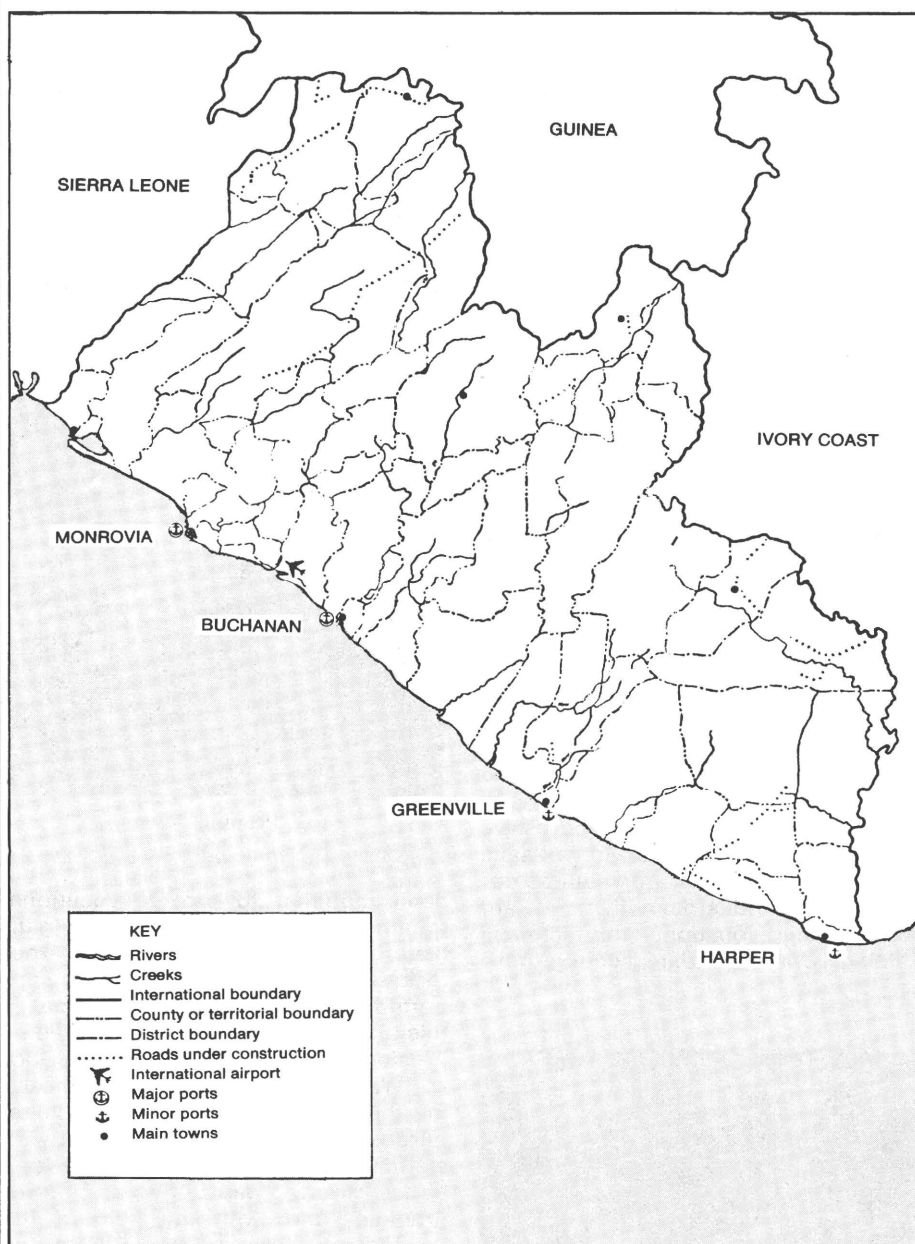 GUINEA
SIERRA LEONE
IVORY COAST
MONROVIA
BUCHANAN
GREENVILLE
HARPER
KEY
Rivers
Creeks
International boundary
County or territorial boundary
District boundary
Roads under construction
International airport
Major ports
Minor ports
Main towns